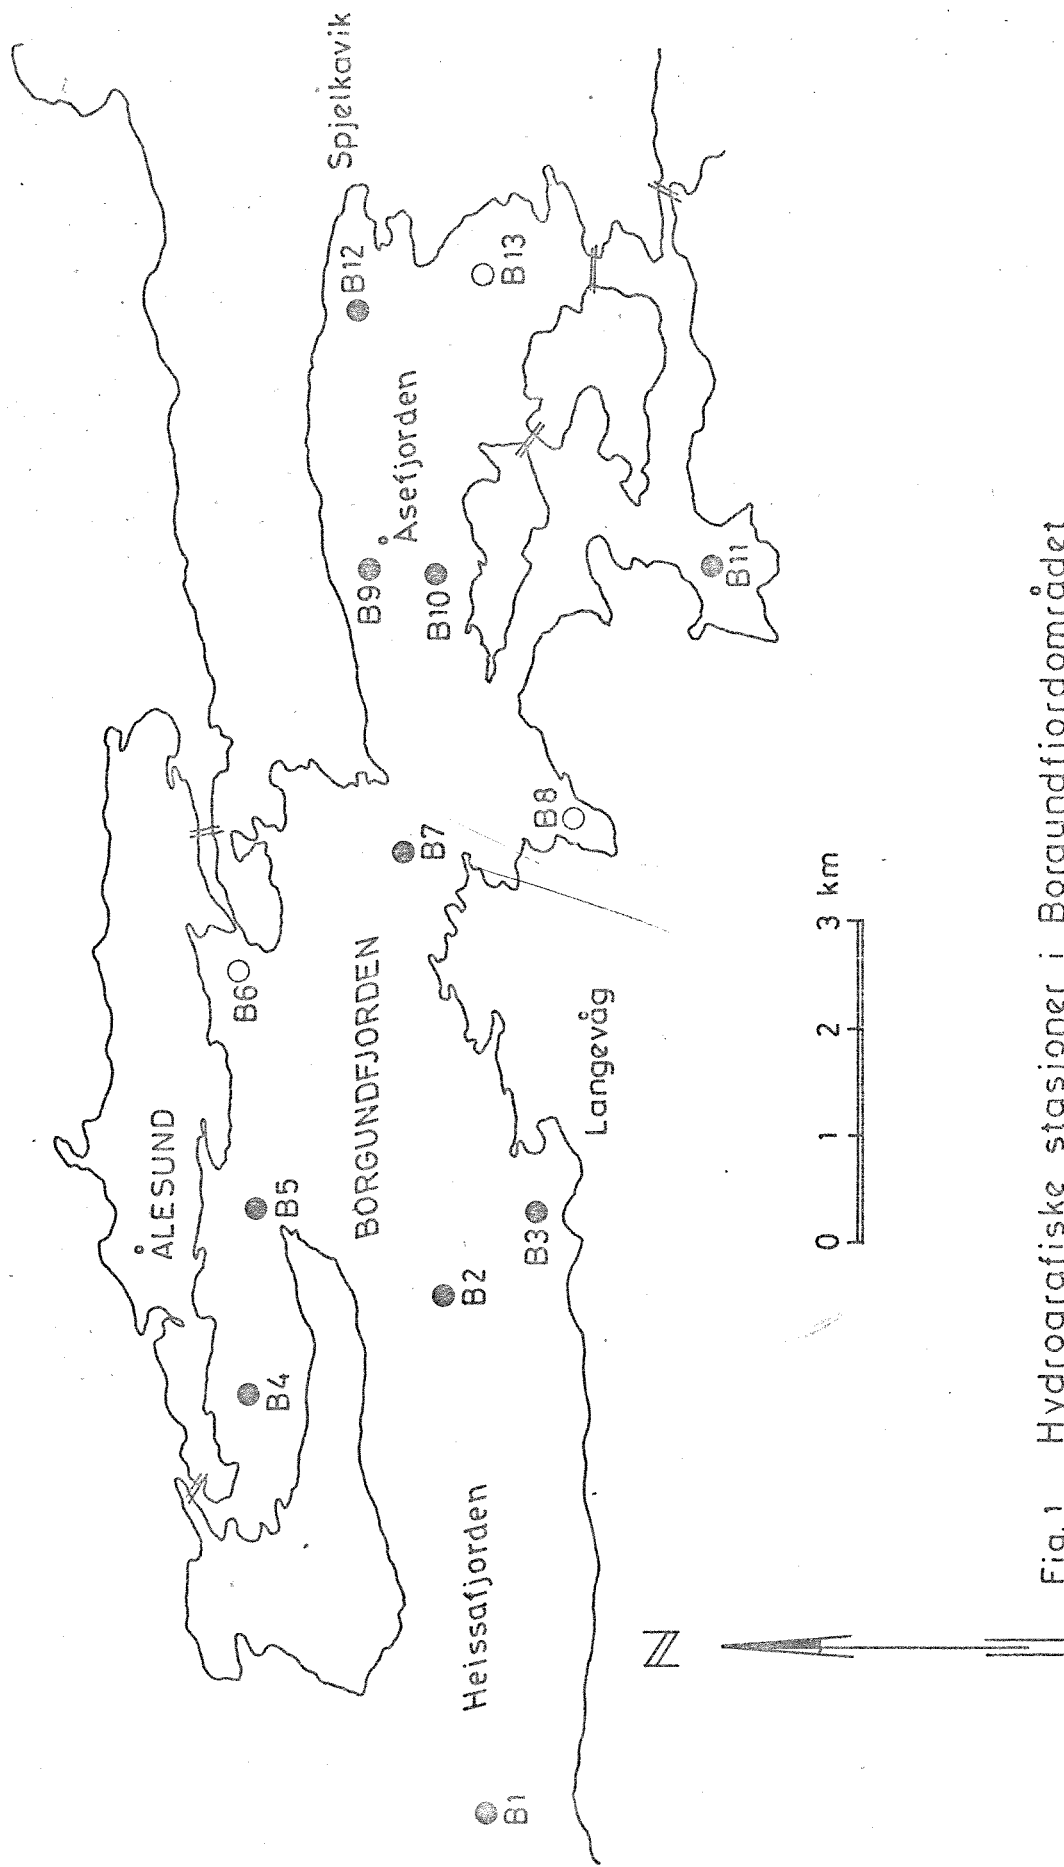 ÅLESUND
Spjelkavik
B12
B13
Åsefjorden
B9
B10
B11
B8
B7
B6
BORGUNDFJORDEN
B5
B4
B2
B3
Langevåg
Heissafjorden
B1
0 1 2 3 km
N
Fig. 1 Hydrografiske stasjoner i Borgundfjordområdet